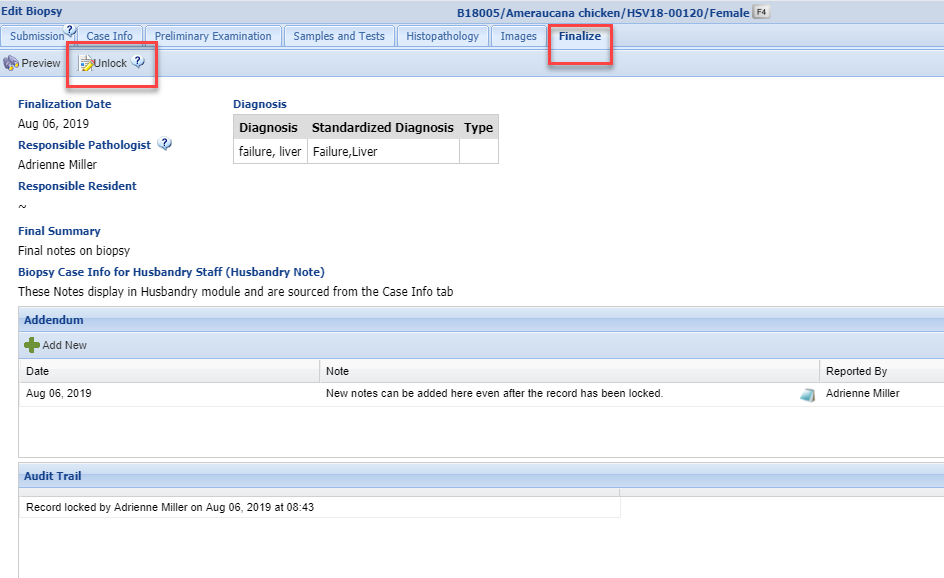 Edit Biopsy
B18005/Ameraucana chicken/HSV18-00120/Female F4
Submission ? Case Info Preliminary Examination Samples and Tests Histopathology Images Finalize
Preview Unlock ?
Finalization Date
Aug 06, 2019
Responsible Pathologist ?
Adrienne Miller
Responsible Resident
~
Diagnosis
Diagnosis Standardized Diagnosis Type
failure, liver Failure,Liver
Final Summary
Final notes on biopsy
Biopsy Case Info for Husbandry Staff (Husbandry Note)
These Notes display in Husbandry module and are sourced from the Case Info tab
Addendum
Add New
Date Note Reported By
Aug 06, 2019 New notes can be added here even after the record has been locked. Adrienne Miller
Audit Trail
Record locked by Adrienne Miller on Aug 06, 2019 at 08:43